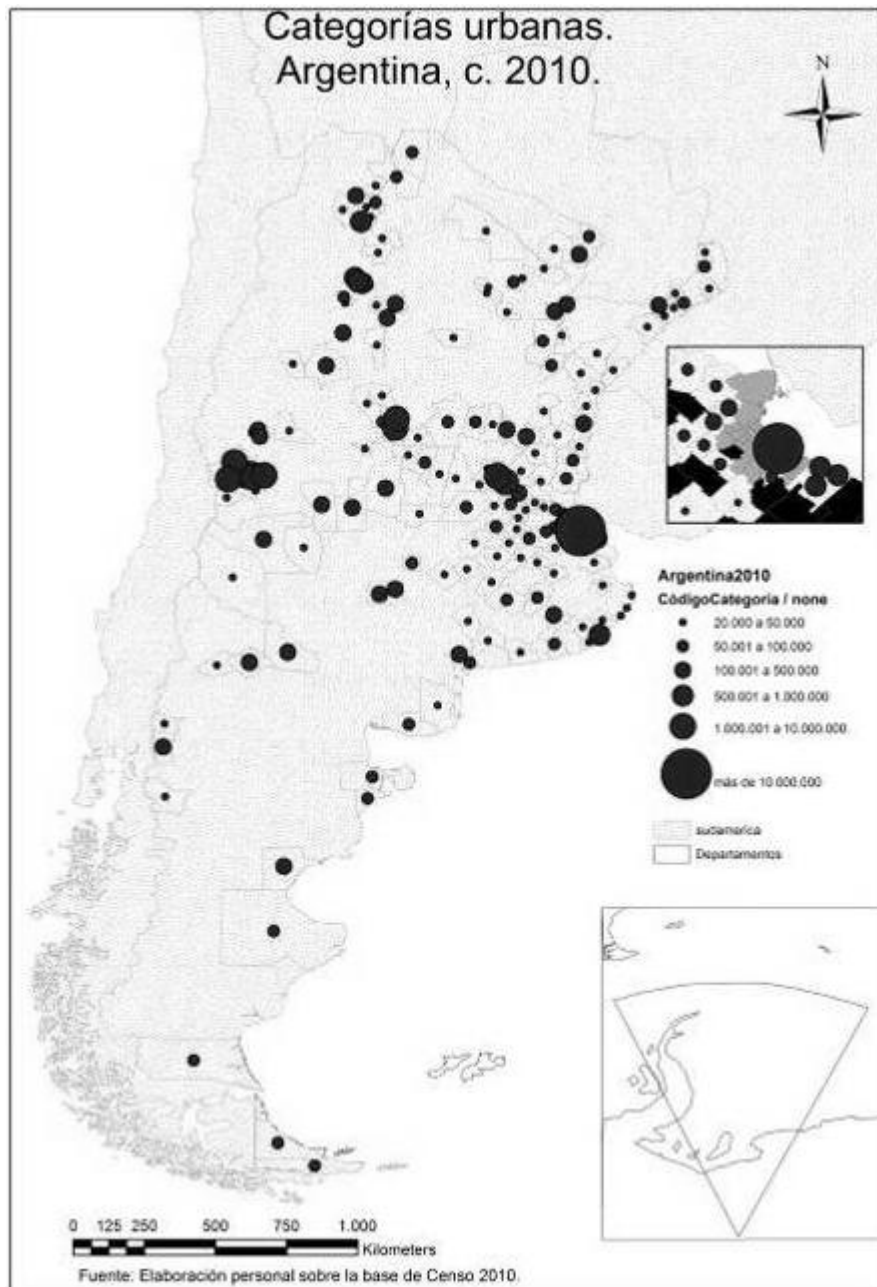 Categorías urbanas.
Argentina, c. 2010.
N
Argentina2010
CódigoCategoria / none
20.000 a 50.000
50.001 a 100.000
100.001 a 500.000
500.001 a 1.000.000
1.000.001 a 10.000.000
más de 10.000.000
sudamerica
Departamentos
0 125 250 500 750 1.000
Kilometers
Fuente: Elaboración personal sobre la base de Censo 2010.